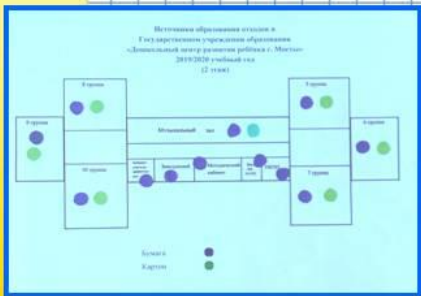 Источники образования отходов в
Государственном учреждении образования
«Дошкольный центр развития ребёнка г. Мосты»
2019/2020 учебный год
(2 этаж)
8 группа
5 группа
9 группа
Музыкальный зал
6 группа
Методический
кабинет
10 группа
7 группа
Бумага
Картон